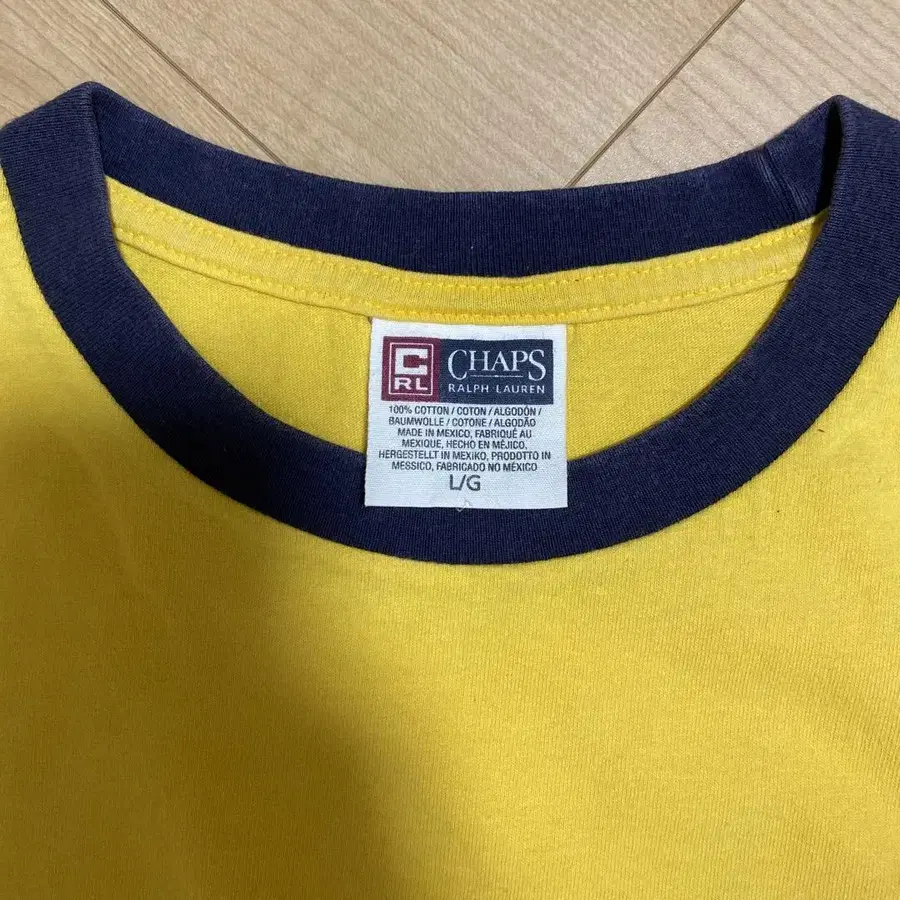 C
RL
CHAPS
RALPH LAUREN
100% COTTON / COTON / ALGODÓN /
BAUMWOLLE / COTONE / ALGODÃO
MADE IN MEXICO, FABRIQUÉ AU
MEXIQUE, HECHO EN MÉJICO,
HERGESTELLT IN MEXIKO, PRODOTTO IN
MESSICO, FABRICADO NO MÉXICO
L/G